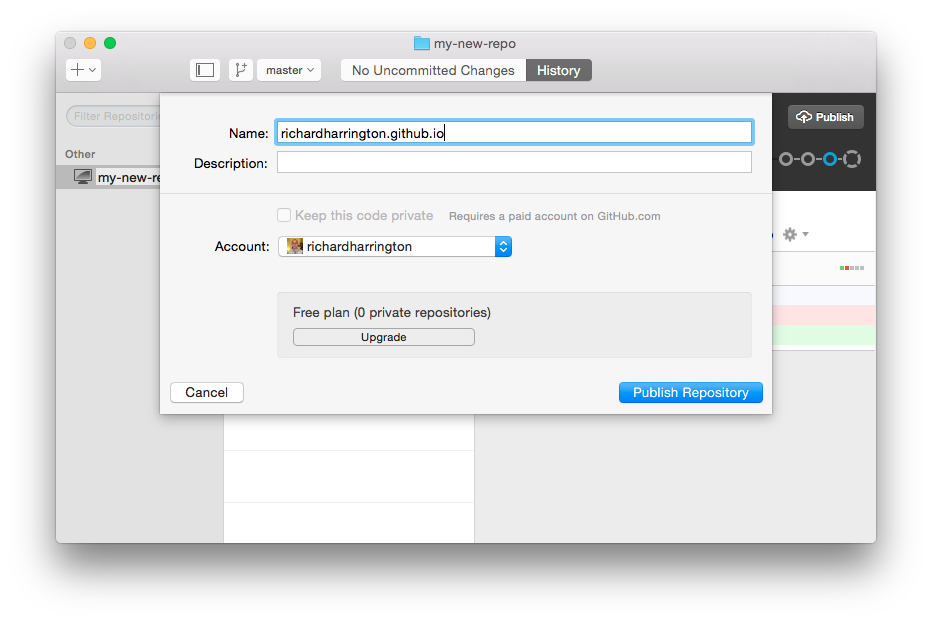 my-new-repo
master
No Uncommitted Changes
History
Filter Repositorie
Publish
Other
my-new-re
Name: richardharrington.github.io
Description:
Keep this code private Requires a paid account on GitHub.com
Account: richardharrington
Free plan (0 private repositories)
Upgrade
Cancel
Publish Repository